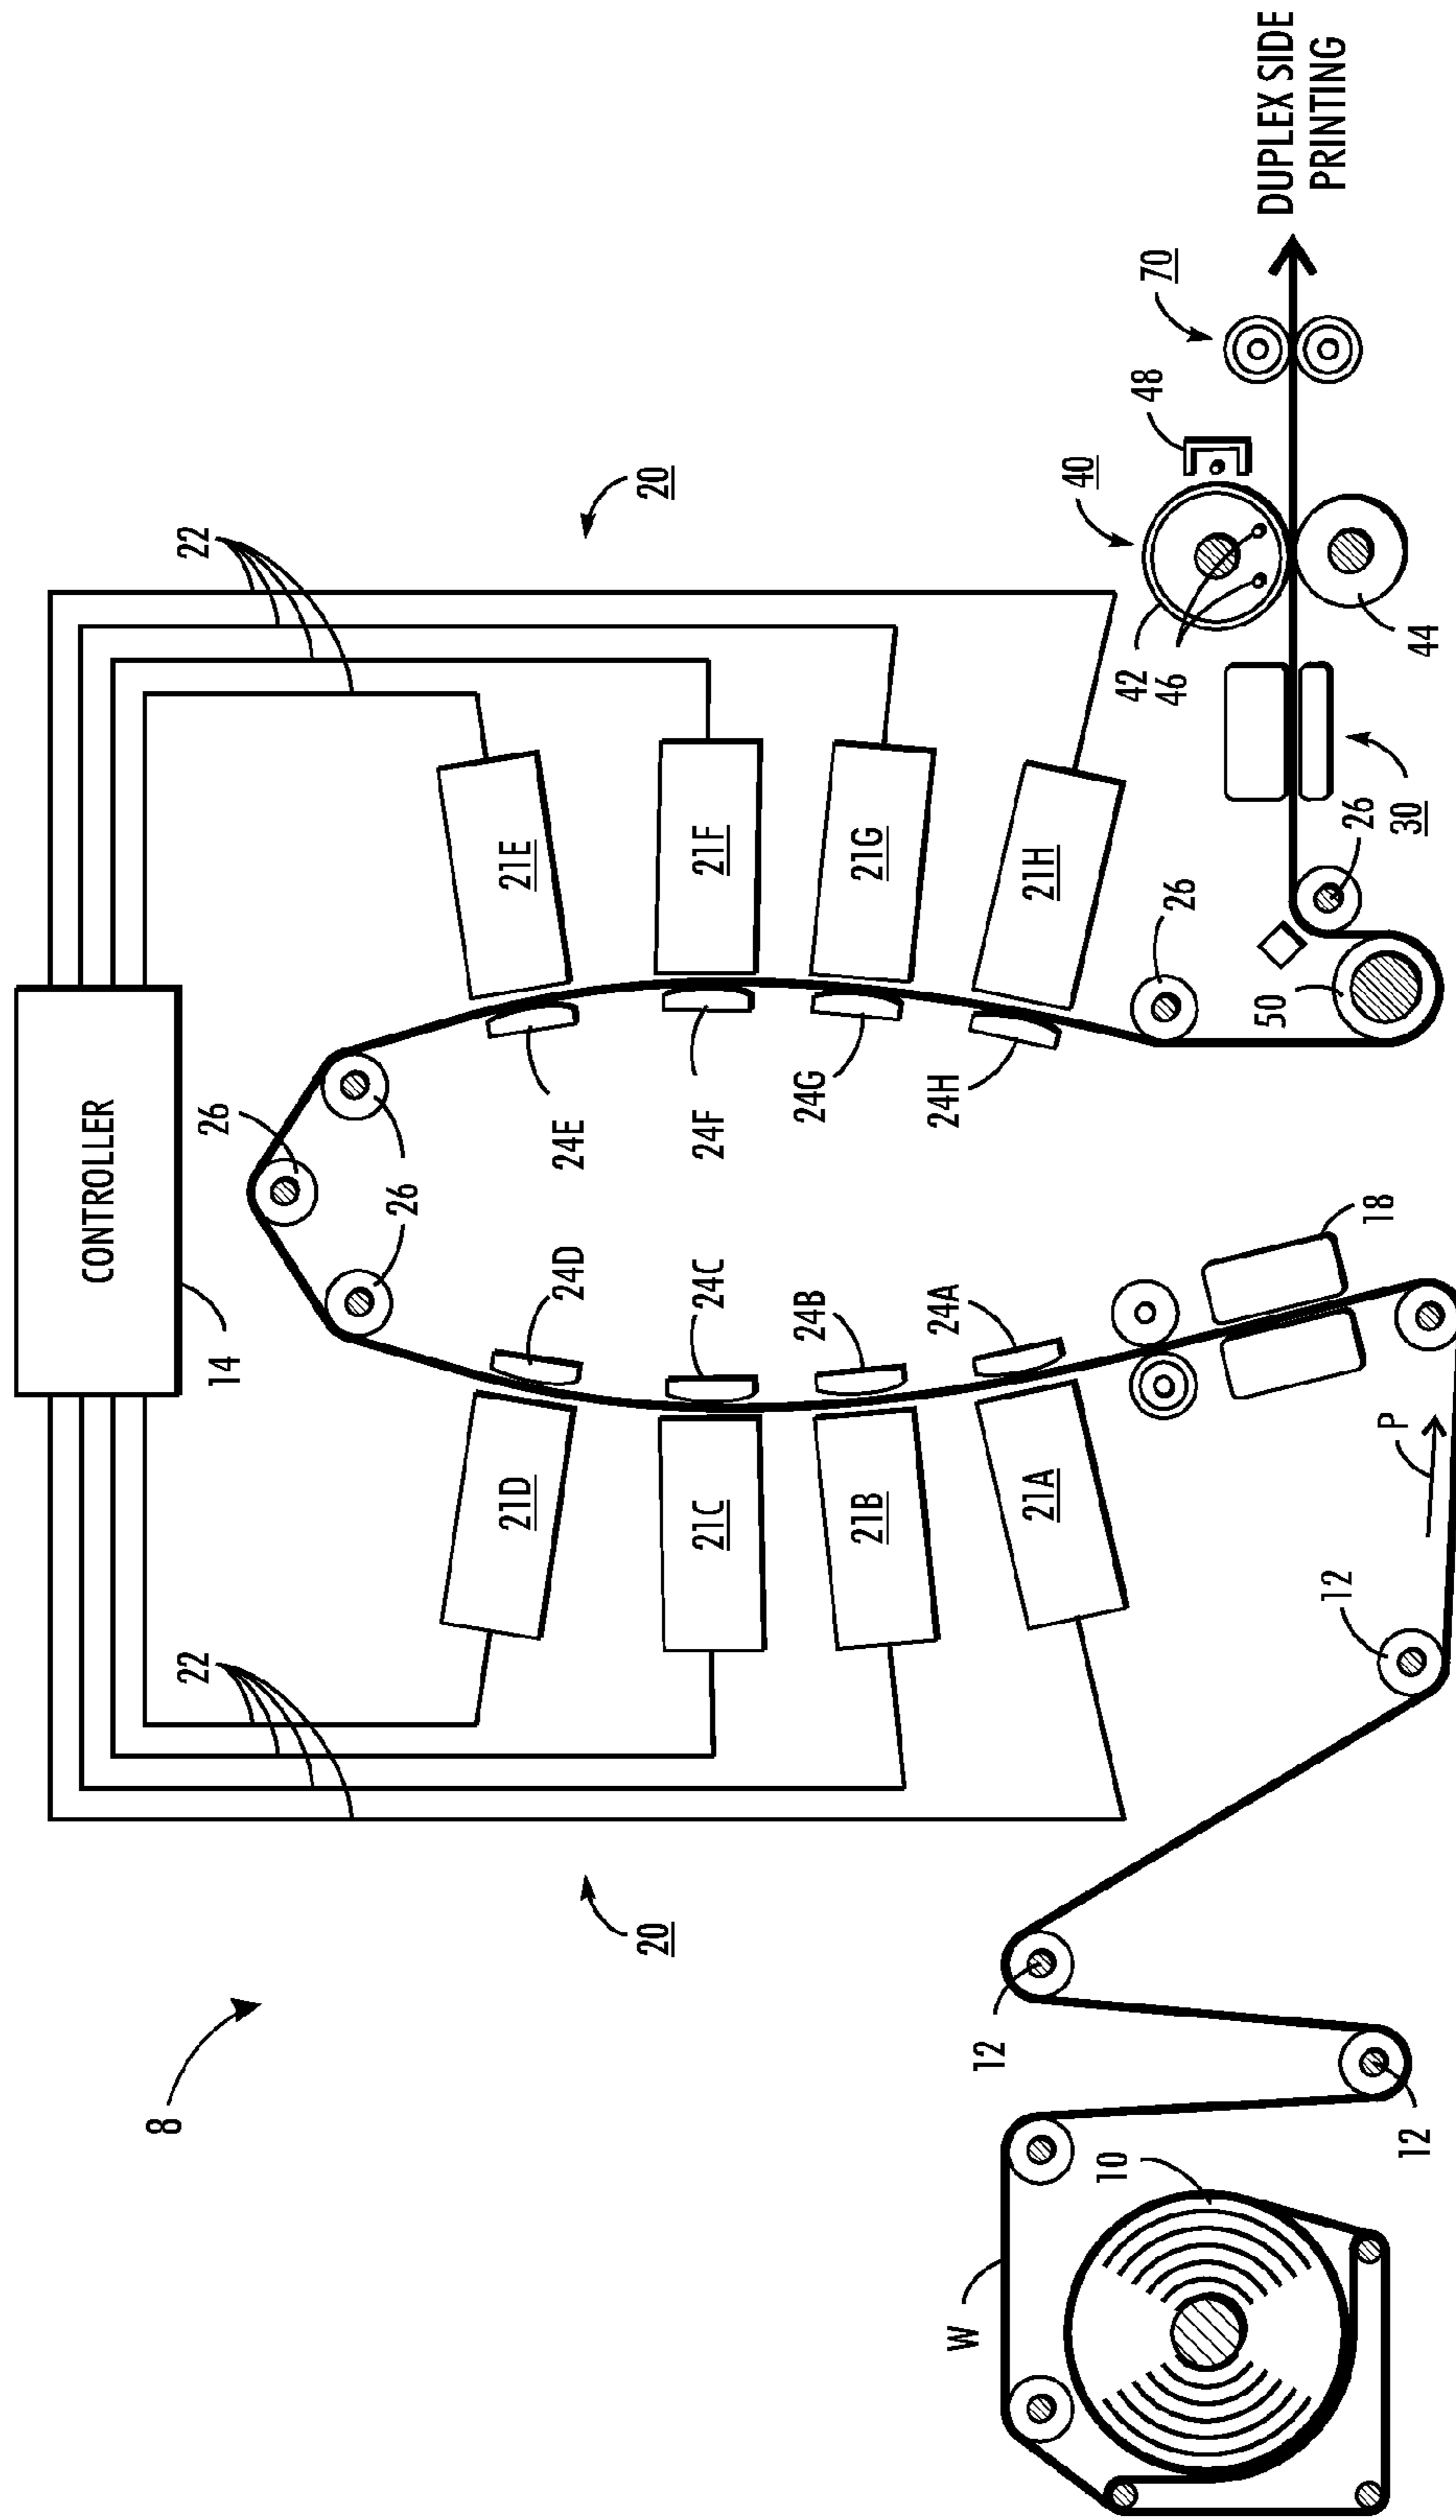 8
22
CONTROLLER
14
22
20
20
26
26
21D
24D
24E
21E
21C
24C
24F
21F
21B
24B
24G
21G
21A
24A
24H
21H
26
W
10
12
12
12
P
18
50
26
30
42
46
44
40
48
70
DUPLEX SIDE
PRINTING